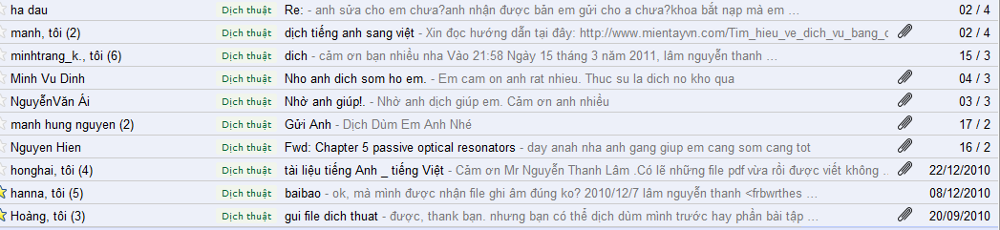 ha dau Dịch thuật Re: - anh sửa cho em chưa?anh nhận được bản em gửi cho a chưa?khoa bắt nạp mà em ... 02 / 4
manh, tôi (2) Dịch thuật dịch tiếng anh sang việt - Xin đọc hướng dẫn tại đây: http://www.mientayvn.com/Tim_hieu_ve_dich_vu_bang_c 02 / 4
minhtrang_k., tôi (6) Dịch thuật dich - cảm ơn bạn nhiều nha Vào 21:58 Ngày 15 tháng 3 năm 2011, lâm nguyễn thanh ... 15 / 3
Minh Vu Dinh Dịch thuật Nho anh dich som ho em. - Em cam on anh rat nhieu. Thuc su la dich no kho qua 04 / 3
NguyễnVăn Ái Dịch thuật Nhờ anh giúp!. - Nhờ anh dịch giúp em. Cảm ơn anh nhiều 03 / 3
manh hung nguyen (2) Dịch thuật Gửi Anh - Dịch Dùm Em Anh Nhé 17 / 2
Nguyen Hien Dịch thuật Fwd: Chapter 5 passive optical resonators - day anah nha anh gang giup em cang som cang tot 16 / 2
honghai, tôi (4) Dịch thuật tài liệu tiếng Anh _ tiếng Việt - Cảm ơn Mr Nguyễn Thanh Lâm .Có lẽ những file pdf vừa rồi được viết không ... 22/12/2010
hanna, tôi (5) Dịch thuật baibao - ok, mà mình được nhận file ghi âm đúng ko? 2010/12/7 lâm nguyễn thanh <frbwrthes ... 08/12/2010
Hoàng, tôi (3) Dịch thuật gui file dich thuat - được, thank bạn. nhưng bạn có thể dịch dùm mình trước hay phần bài tập ... 20/09/2010